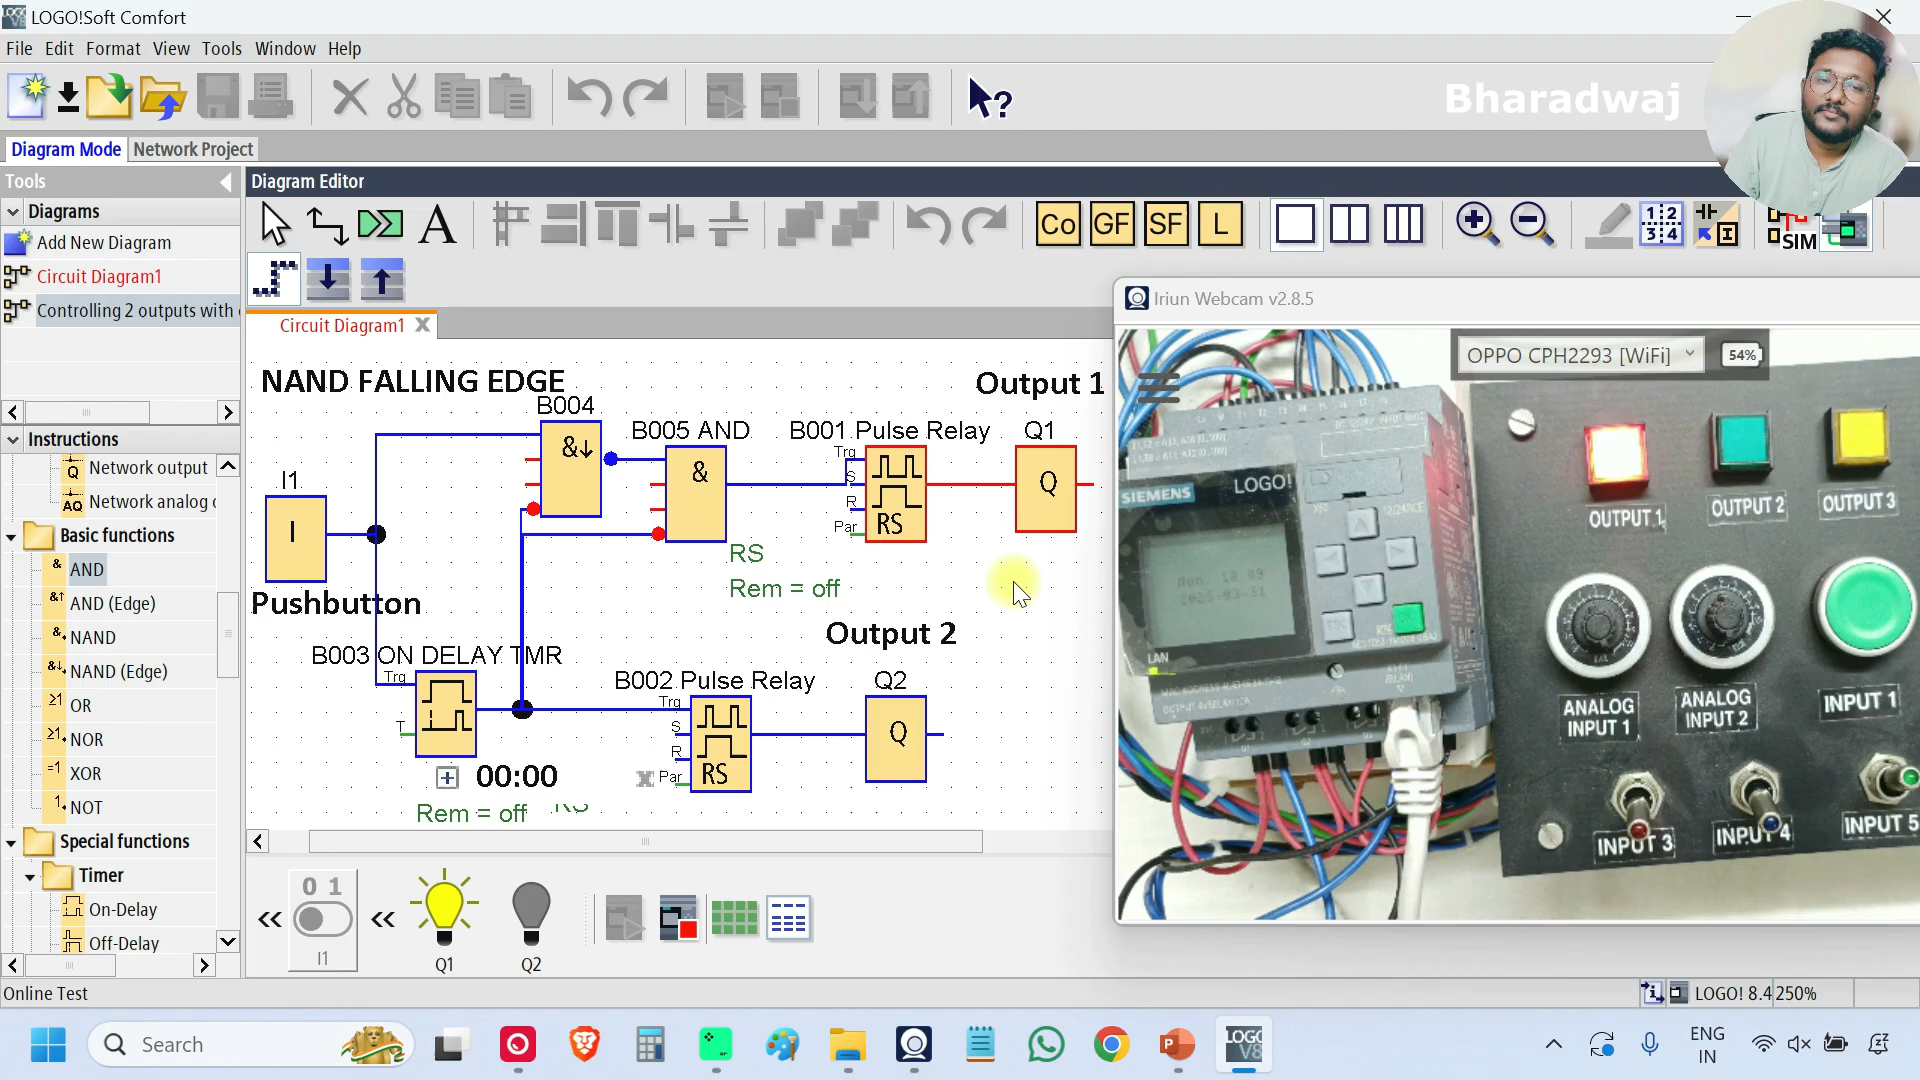 LOGO!Soft Comfort
File Edit Format View Tools Window Help
Bharadwaj
Diagram Mode Network Project
Tools
Diagrams
Add New Diagram
Circuit Diagram1
Controlling 2 outputs with
Instructions
Network output
Network analog
Basic functions
AND
AND (Edge)
NAND
NAND (Edge)
OR
NOR
XOR
NOT
Special functions
Timer
On-Delay
Off-Delay
Diagram Editor
Co GF SF L
SIM
Circuit Diagram1
NAND FALLING EDGE
Output 1
B004
B005 AND
B001 Pulse Relay
Q1
I1
I
&↓
&
Trg
S
R
Par
RS
Q
Pushbutton
RS
Rem = off
Output 2
B003 ON DELAY TMR
B002 Pulse Relay
Q2
Trg
T
Trg
S
R
Par
RS
Q
00:00
Rem = off
0 1
I1
Q1
Q2
Iriun Webcam v2.8.5
OPPO CPH2293 [WiFi] 54%
SIEMENS
LOGO!
LAN
OUTPUT 1
OUTPUT 2
OUTPUT 3
ANALOG INPUT 1
ANALOG INPUT 2
INPUT 1
INPUT 3
INPUT 4
INPUT 5
Online Test
LOGO! 8.4 250%
Search
ENG
IN